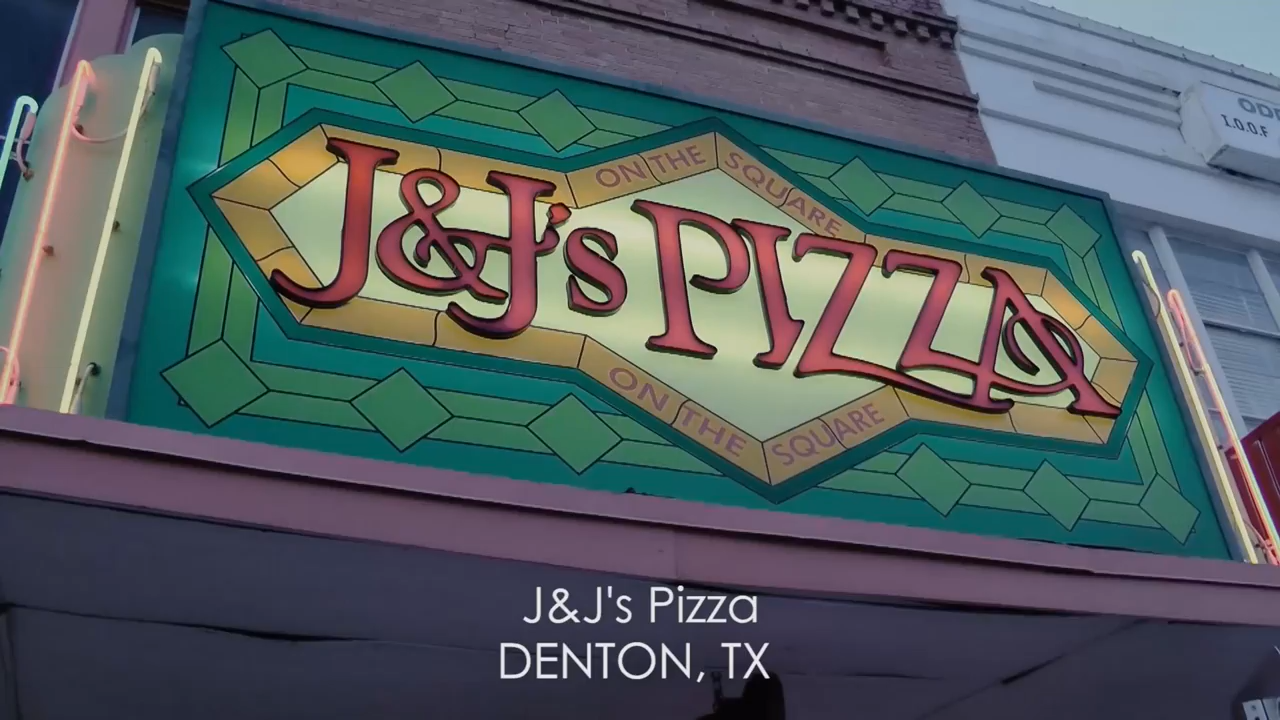 J&J's PIZZA
ON THE SQUARE
ON THE SQUARE
I.O.O.F
J&J's Pizza
DENTON, TX